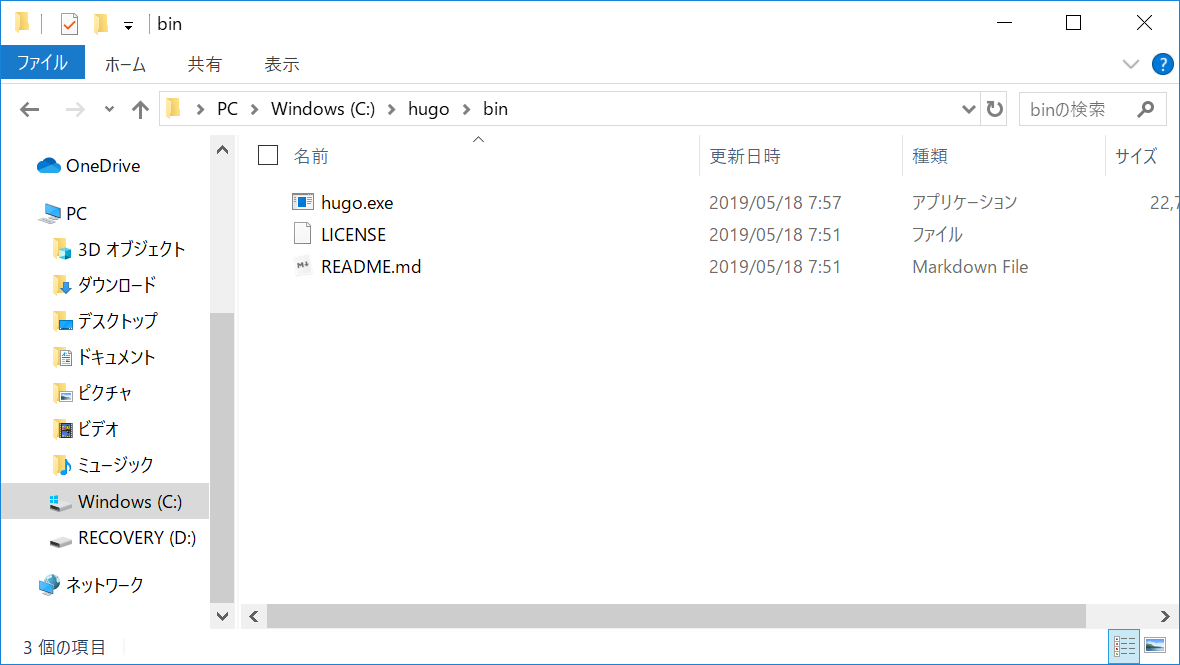 bin
ファイル ホーム 共有 表示 ?
PC Windows (C:) hugo bin binの検索
名前 更新日時 種類 サイズ
hugo.exe 2019/05/18 7:57 アプリケーション 22,7
LICENSE 2019/05/18 7:51 ファイル
README.md 2019/05/18 7:51 Markdown File
OneDrive
PC
3D オブジェクト
ダウンロード
デスクトップ
ドキュメント
ピクチャ
ビデオ
ミュージック
Windows (C:)
RECOVERY (D:)
ネットワーク
3 個の項目